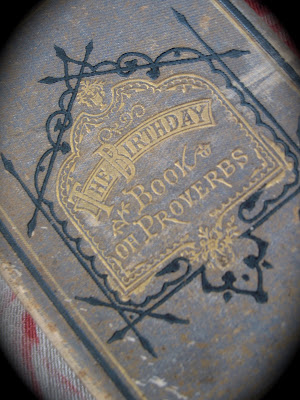 THE BIRTHDAY
BOOK
OF PROVERBS